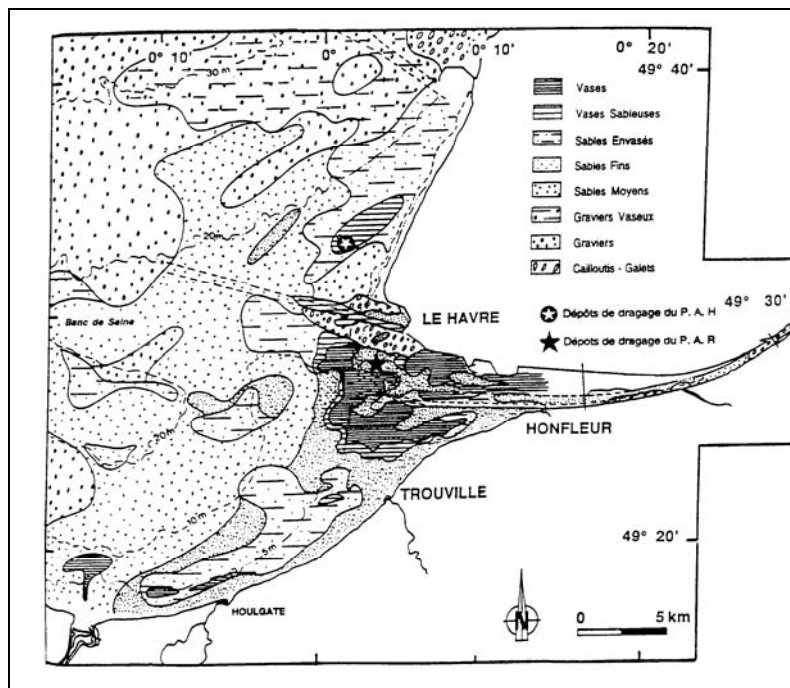 0° 10'
0°
0° 10'
0° 20'
49° 40'
30 m
Vases
Vases Sableuses
Sables Envasés
Sables Fins
Sables Moyens
Graviers Vaseux
Graviers
Cailloutis - Galets
20m
49° 30'
LE HAVRE
Dépôts de dragage du P. A. H
Banc de Seine
Dépots de dragage du P. A. R
HONFLEUR
20m
TROUVILLE
10 m
49° 20'
5m
HOULGATE
N
0 5 km